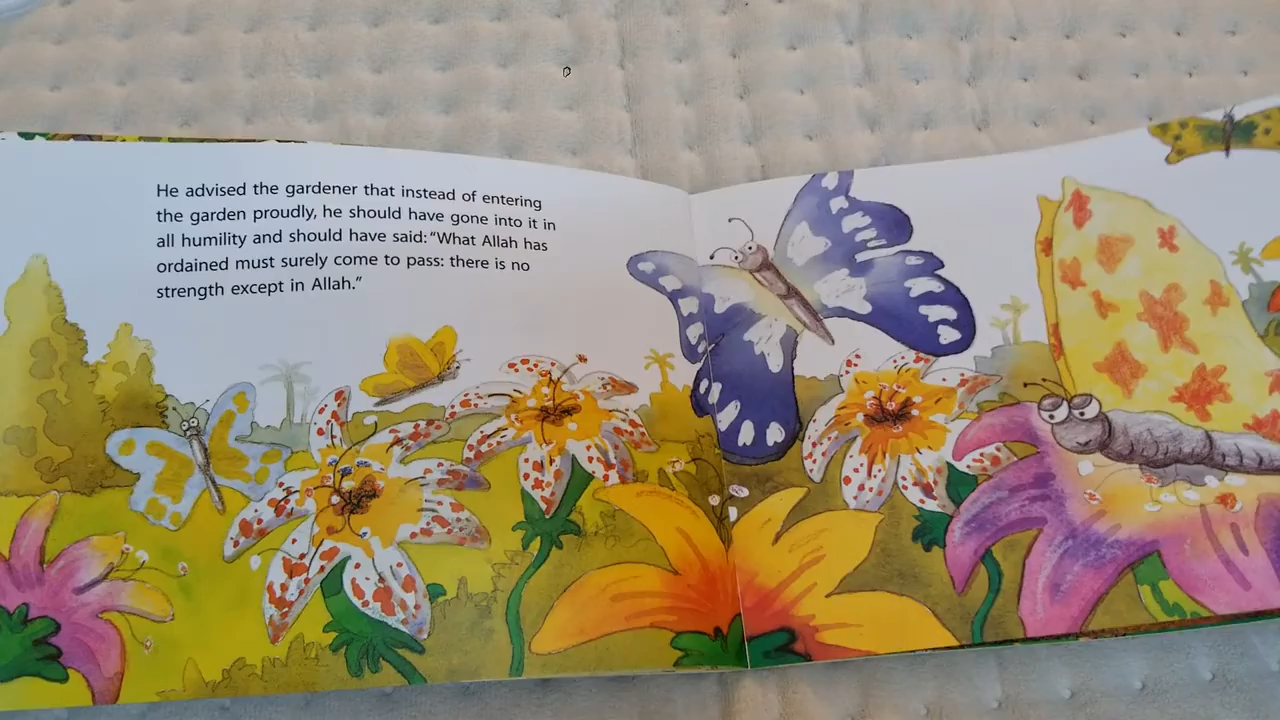 He advised the gardener that instead of entering
the garden proudly, he should have gone into it in
all humility and should have said: “What Allah has
ordained must surely come to pass: there is no
strength except in Allah.”